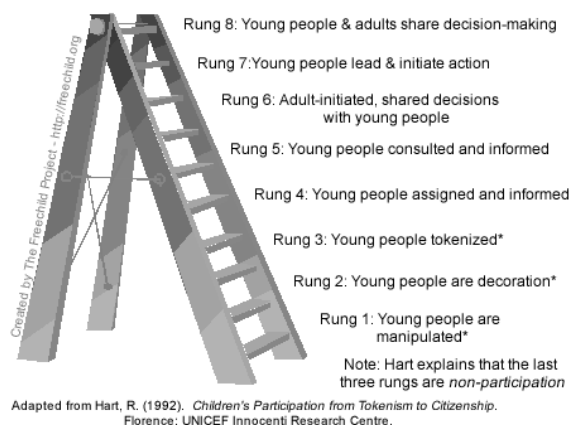 Rung 8: Young people & adults share decision-making
Rung 7:Young people lead & initiate action
Rung 6: Adult-initiated, shared decisions
with young people
Rung 5: Young people consulted and informed
Rung 4: Young people assigned and informed
Rung 3: Young people tokenized*
Rung 2: Young people are decoration*
Rung 1: Young people are
manipulated*
Note: Hart explains that the last
three rungs are non-participation
Created by The Freechild Project - http://freechild.org
Adapted from Hart, R. (1992). Children's Participation from Tokenism to Citizenship.
Florence: UNICEF Innocenti Research Centre.